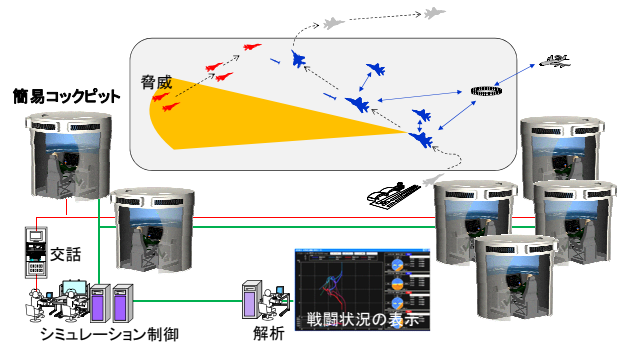 脅威
簡易コックピット
交話
シミュレーション制御
解析
戦闘状況の表示